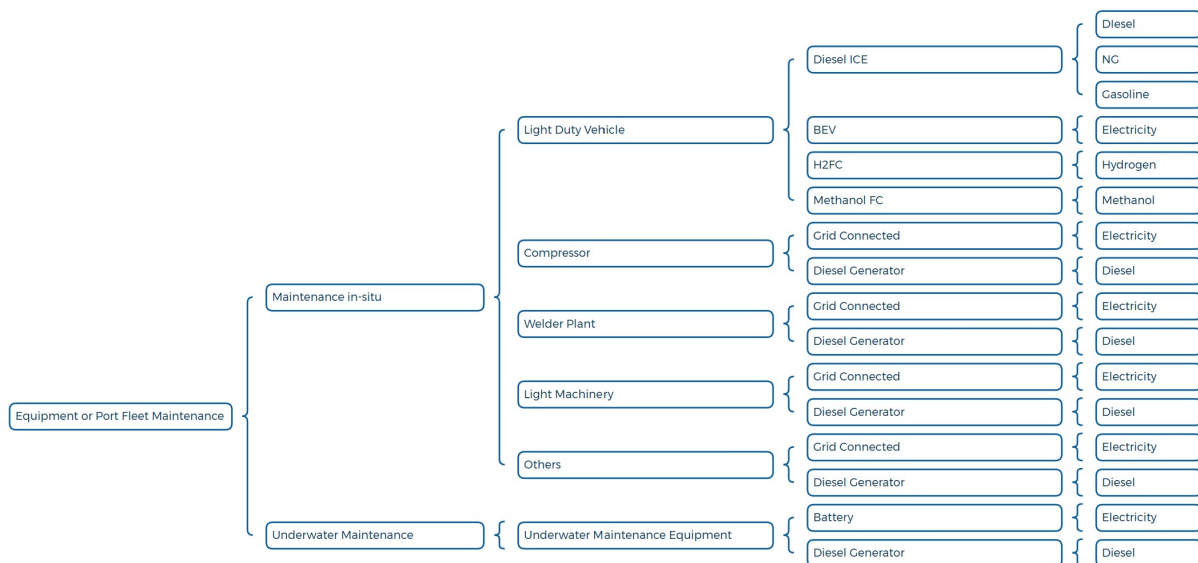 DIesel
Diesel ICE
NG
Gasoline
Light Duty Vehicle
BEV
Electricity
H2FC
Hydrogen
Methanol FC
Methanol
Grid Connected
Electricity
Compressor
Diesel Generator
Diesel
Maintenance in-situ
Grid Connected
Electricity
Welder Plant
Diesel Generator
Diesel
Grid Connected
Electricity
Light Machinery
Diesel Generator
Diesel
Equipment or Port Fleet Maintenance
Grid Connected
Electricity
Others
Diesel Generator
Diesel
Battery
Electricity
Underwater Maintenance
Underwater Maintenance Equipment
Diesel Generator
Diesel